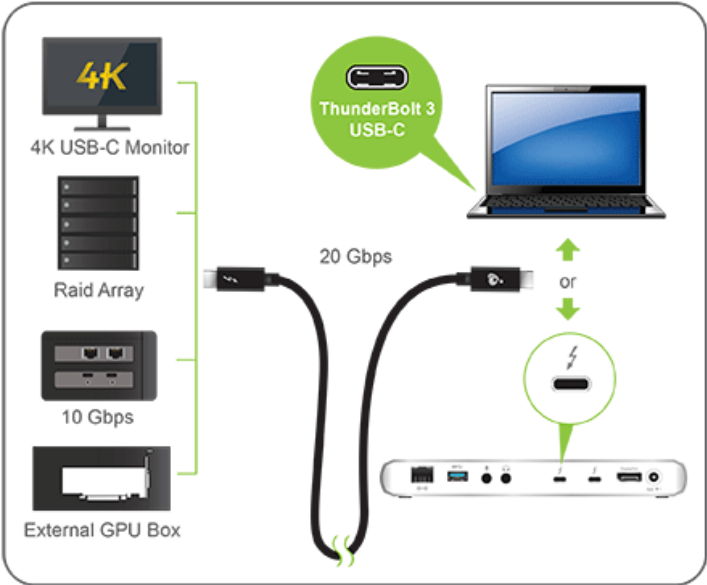 4K
4K USB-C Monitor
Raid Array
10 Gbps
External GPU Box
ThunderBolt 3
USB-C
20 Gbps
or